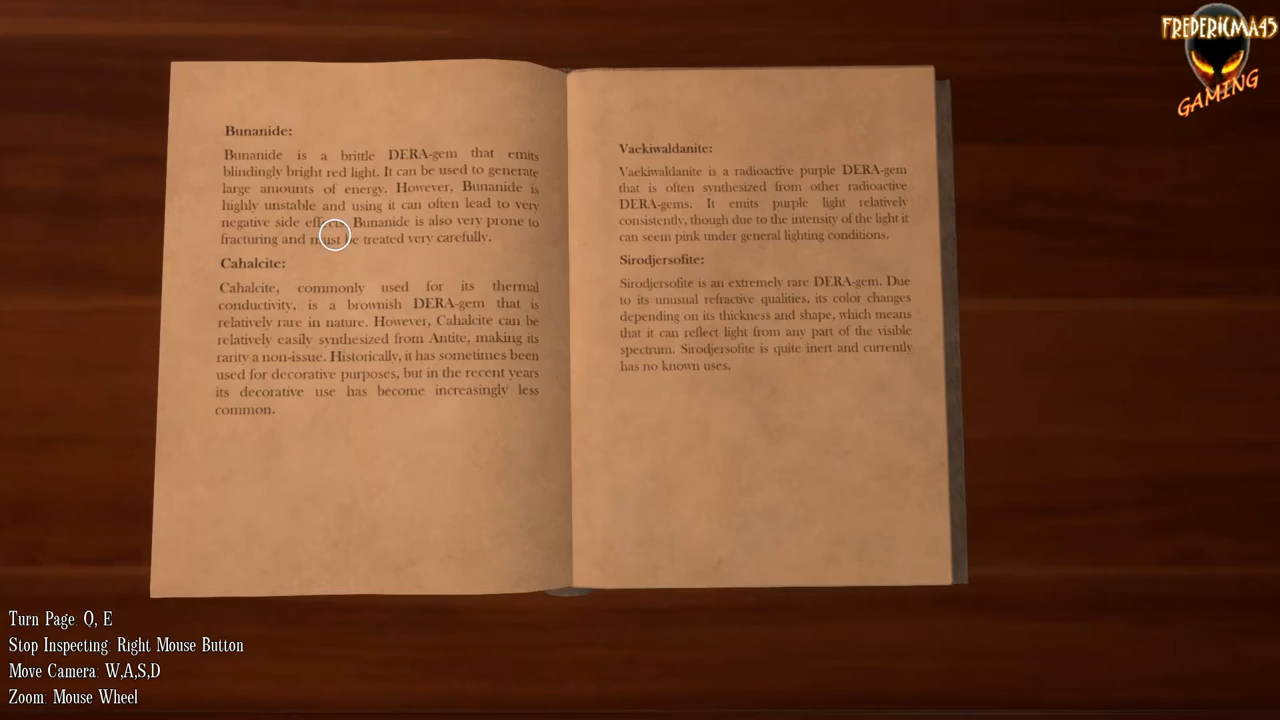 Bunanide:
Bunanide is a brittle DERA-gem that emits
blindingly bright red light. It can be used to generate
large amounts of energy. However, Bunanide is
highly unstable and using it can often lead to very
negative side effects. Bunanide is also very prone to
fracturing and must be treated very carefully.
Cahalcite:
Cahalcite, commonly used for its thermal
conductivity, is a brownish DERA-gem that is
relatively rare in nature. However, Cahalcite can be
relatively easily synthesized from Antite, making its
rarity a non-issue. Historically, it has sometimes been
used for decorative purposes, but in the recent years
its decorative use has become increasingly less
common.
Vaekiwaldanite:
Vaekiwaldanite is a radioactive purple DERA-gem
that is often synthesized from other radioactive
DERA-gems. It emits purple light relatively
consistently, though due to the intensity of the light it
can seem pink under general lighting conditions.
Sirodjersofite:
Sirodjersofite is an extremely rare DERA-gem. Due
to its unusual refractive qualities, its color changes
depending on its thickness and shape, which means
that it can reflect light from any part of the visible
spectrum. Sirodjersofite is quite inert and currently
has no known uses.
FREDERICMA45
GAMING
Turn Page: Q, E
Stop Inspecting: Right Mouse Button
Move Camera: W,A,S,D
Zoom: Mouse Wheel